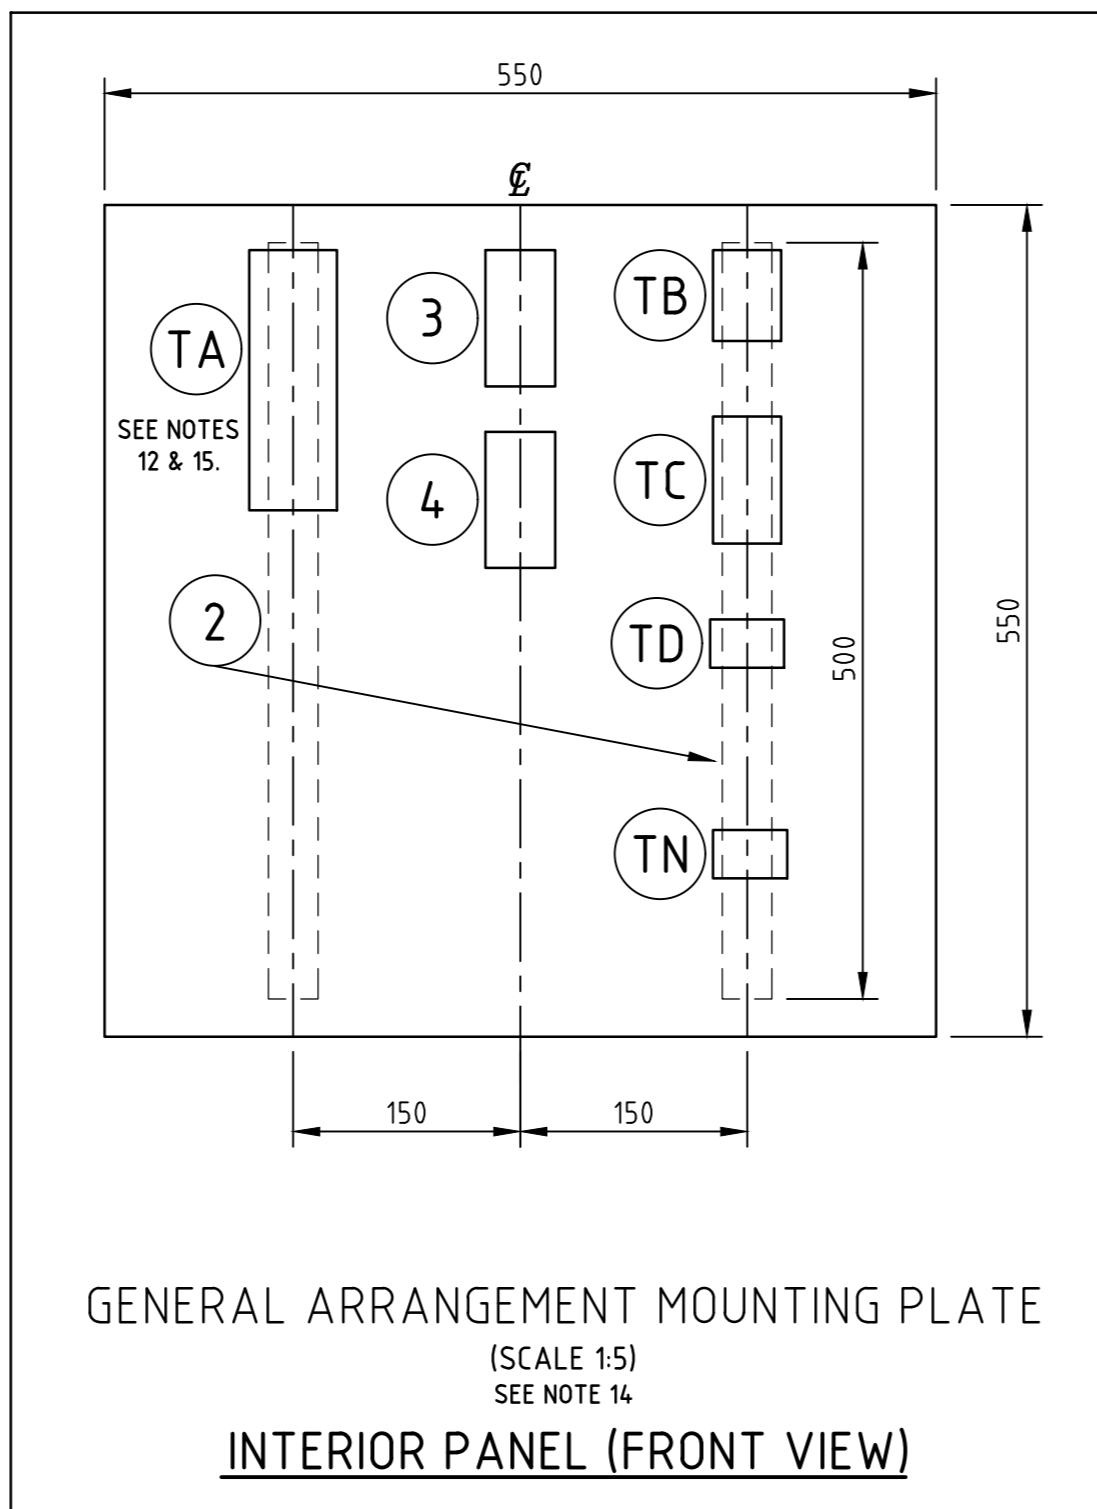 550
℄
TA
SEE NOTES
12 & 15.
3
TB
4
TC
2
TD
TN
500
550
150
150
GENERAL ARRANGEMENT MOUNTING PLATE
(SCALE 1:5)
SEE NOTE 14
INTERIOR PANEL (FRONT VIEW)